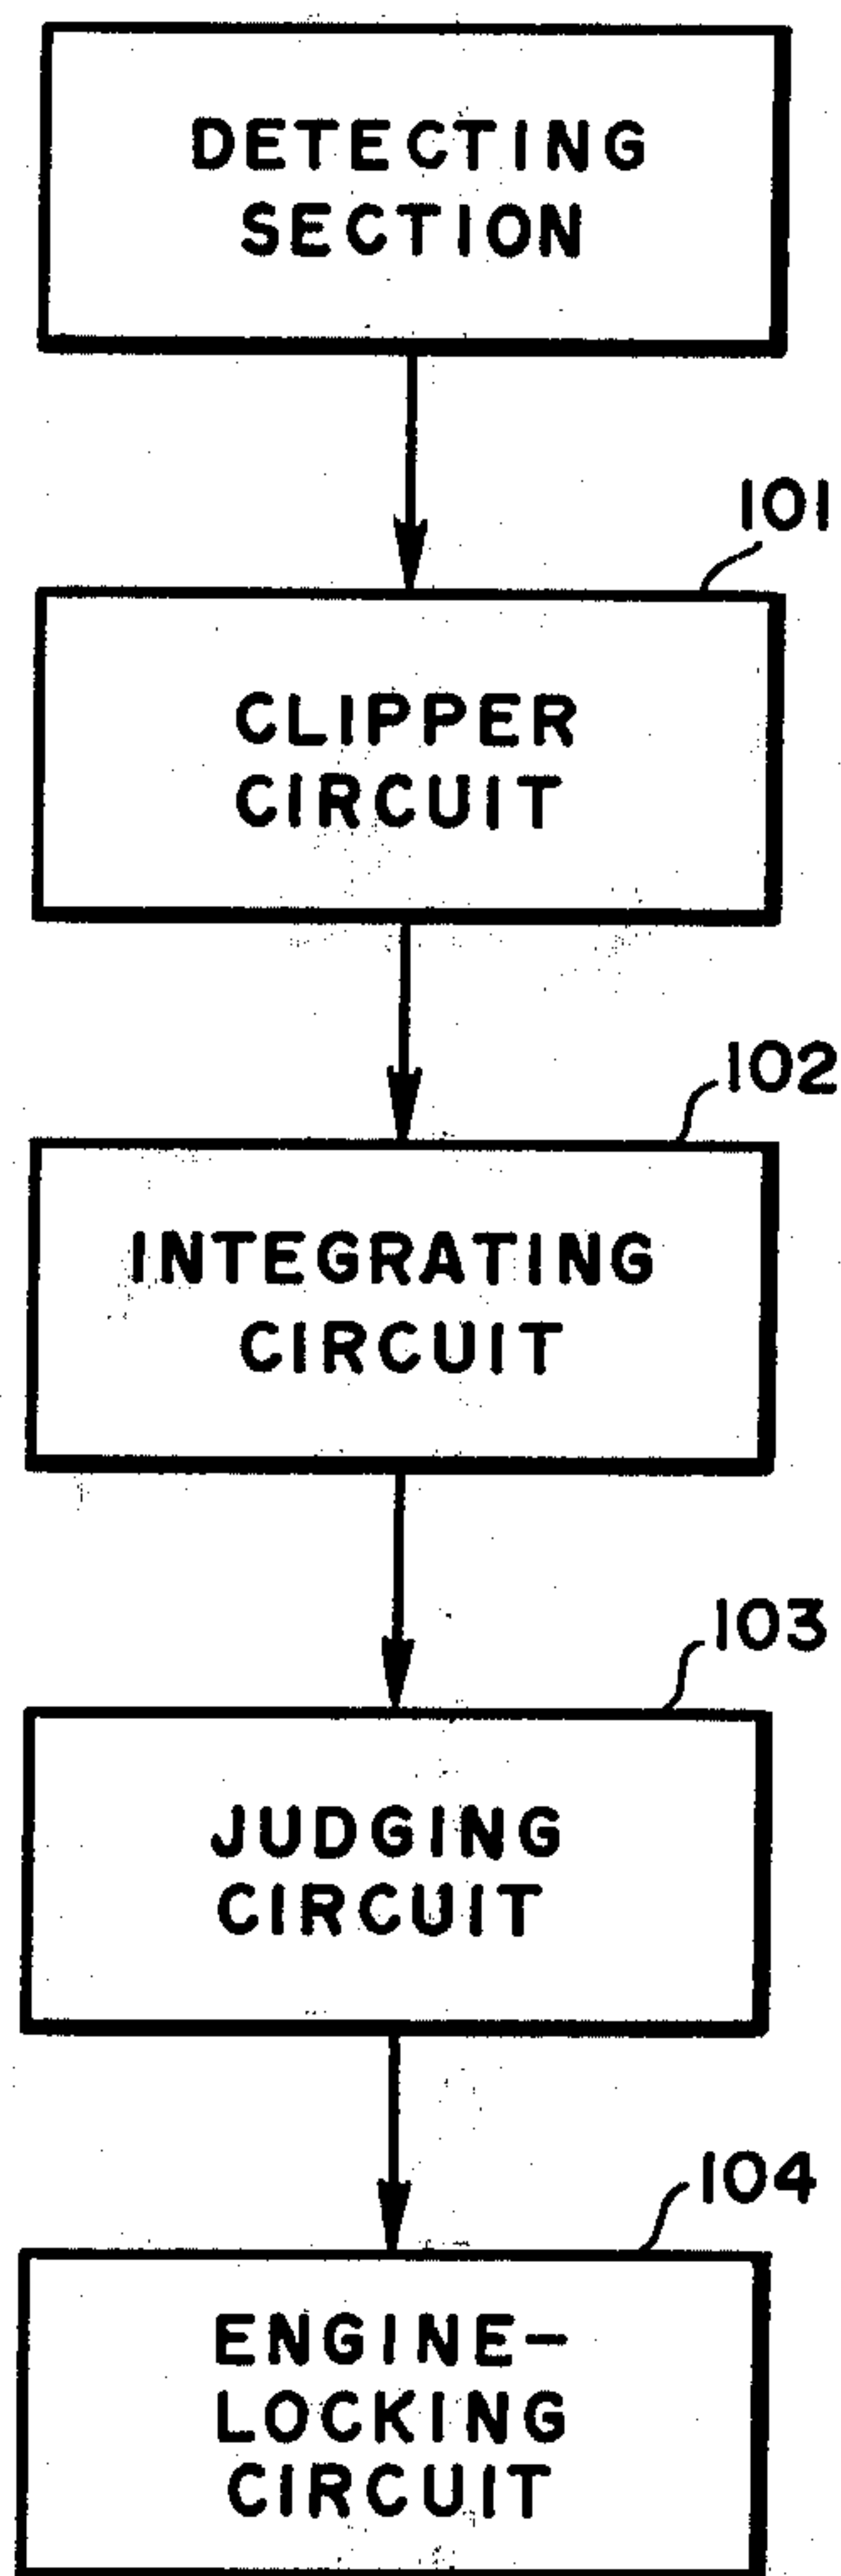 DETECTING
SECTION
101
CLIPPER
CIRCUIT
102
INTEGRATING
CIRCUIT
103
JUDGING
CIRCUIT
104
ENGINE-
LOCKING
CIRCUIT